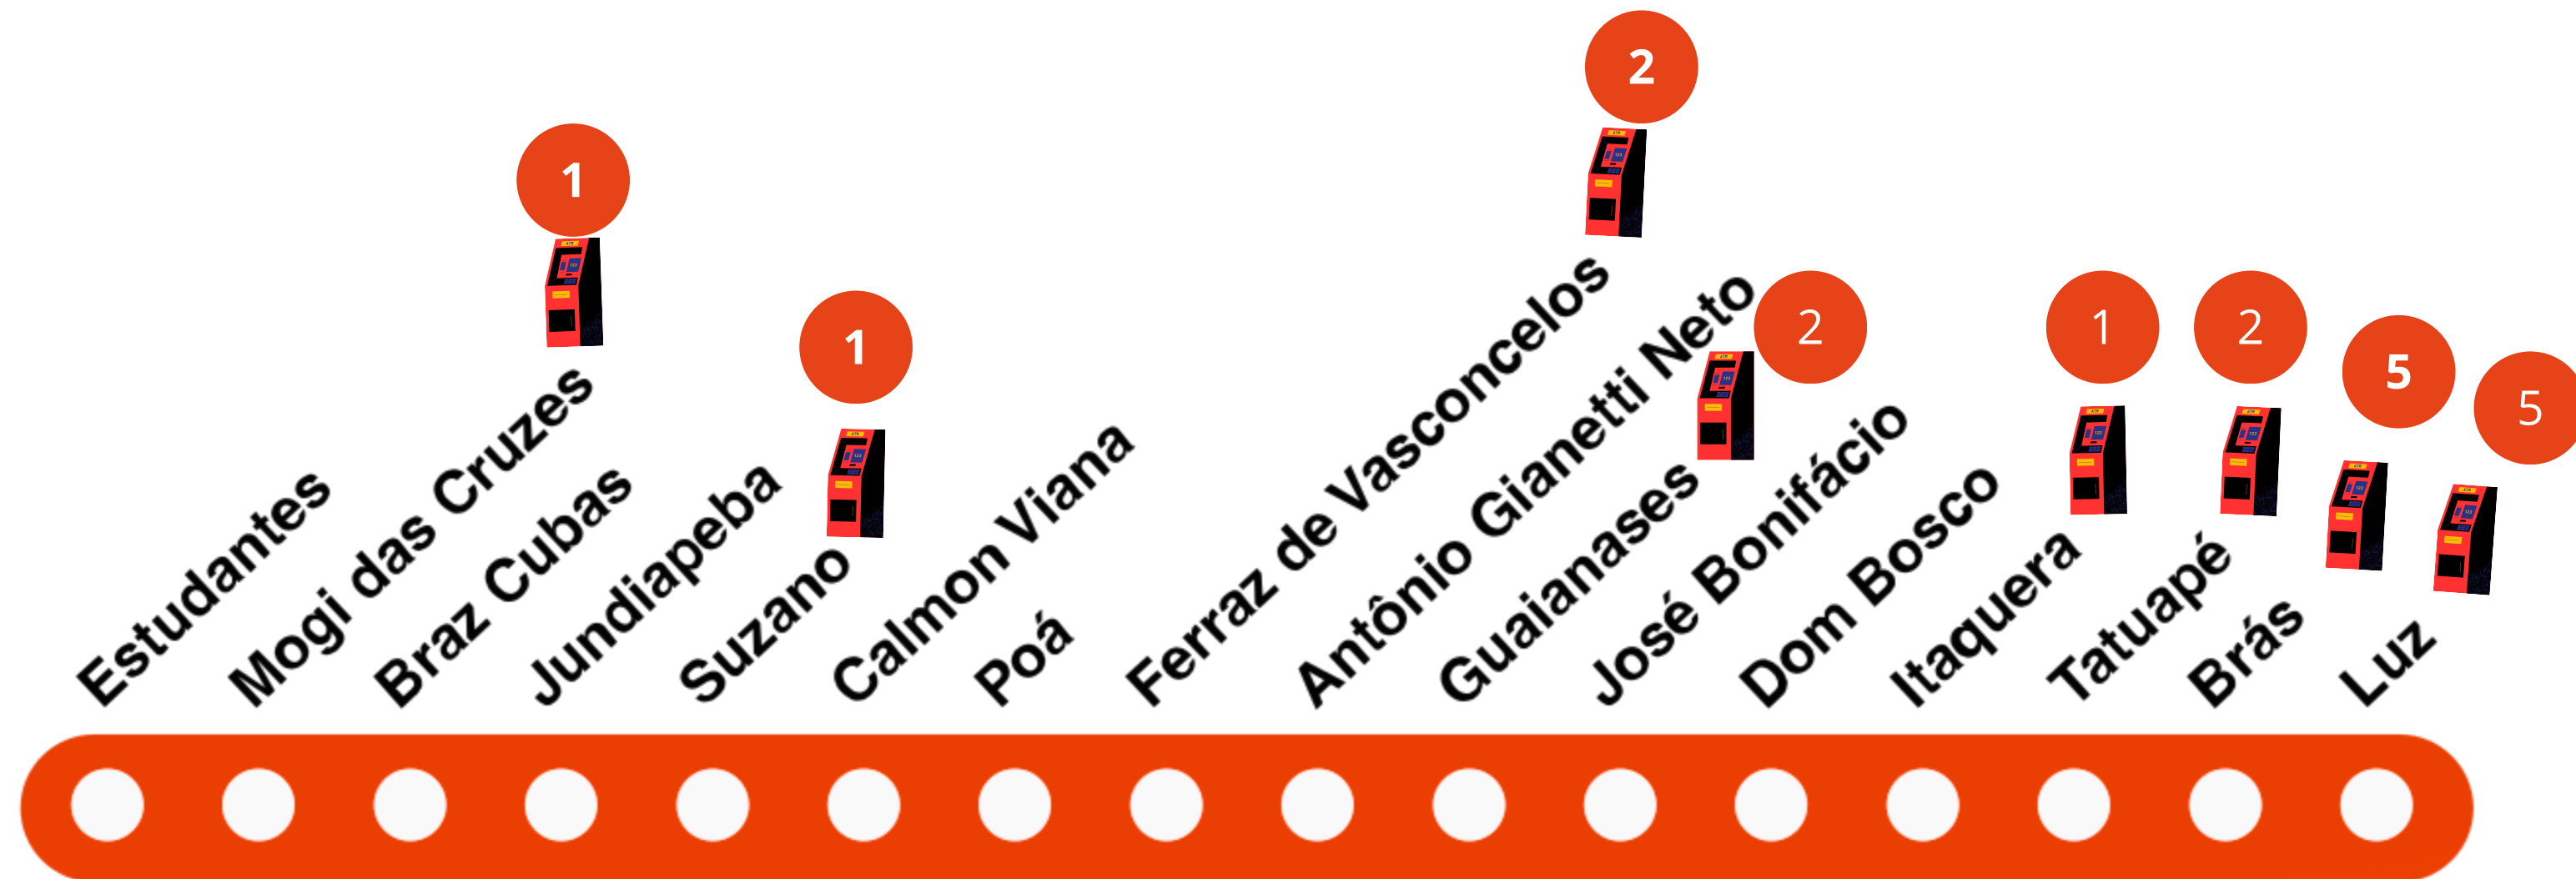 2
1
1
2
1
2
5
5
Estudantes
Mogi das Cruzes
Braz Cubas
Jundiapeba
Suzano
Calmon Viana
Poá
Ferraz de Vasconcelos
Antônio Gianetti Neto
Guaianases
José Bonifácio
Dom Bosco
Itaquera
Tatuapé
Brás
Luz